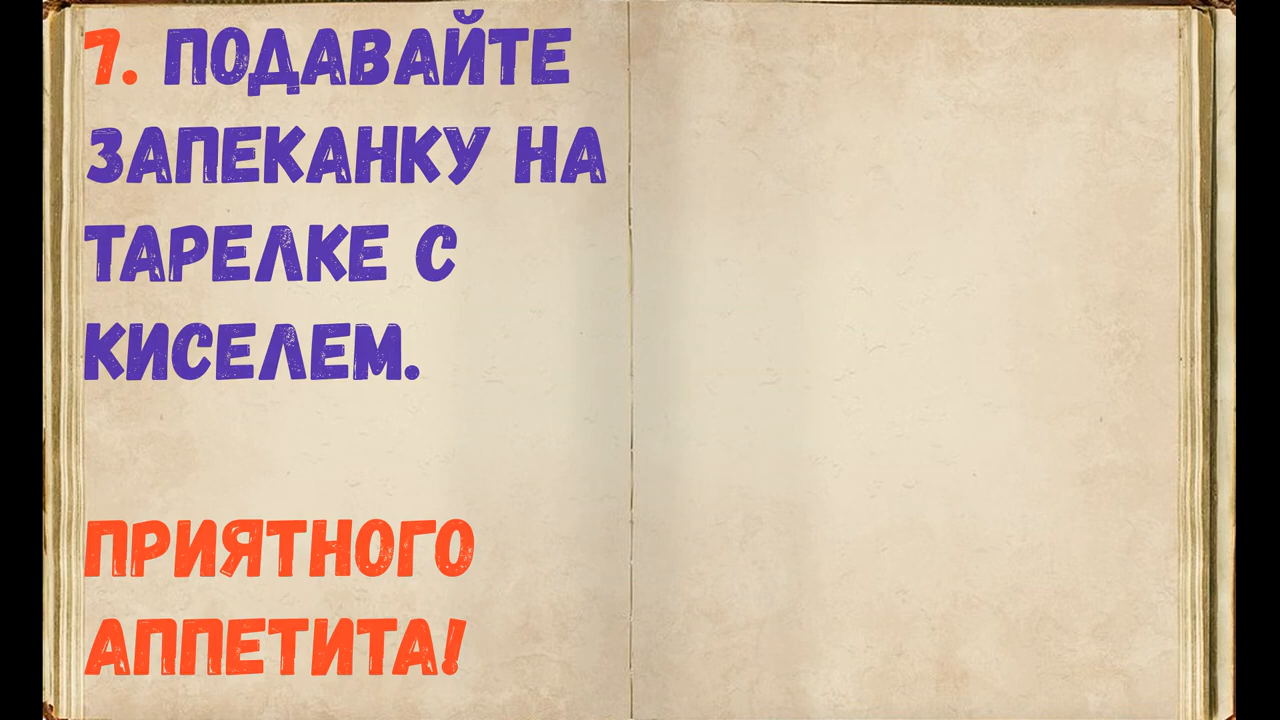 7. ПОДАВАЙТЕ
ЗАПЕКАНКУ НА
ТАРЕЛКЕ С
КИСЕЛЕМ.
ПРИЯТНОГО
АППЕТИТА!